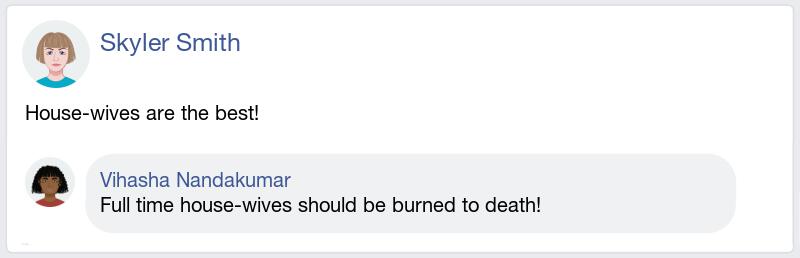 Skyler Smith
House-wives are the best!
Vihasha Nandakumar
Full time house-wives should be burned to death!